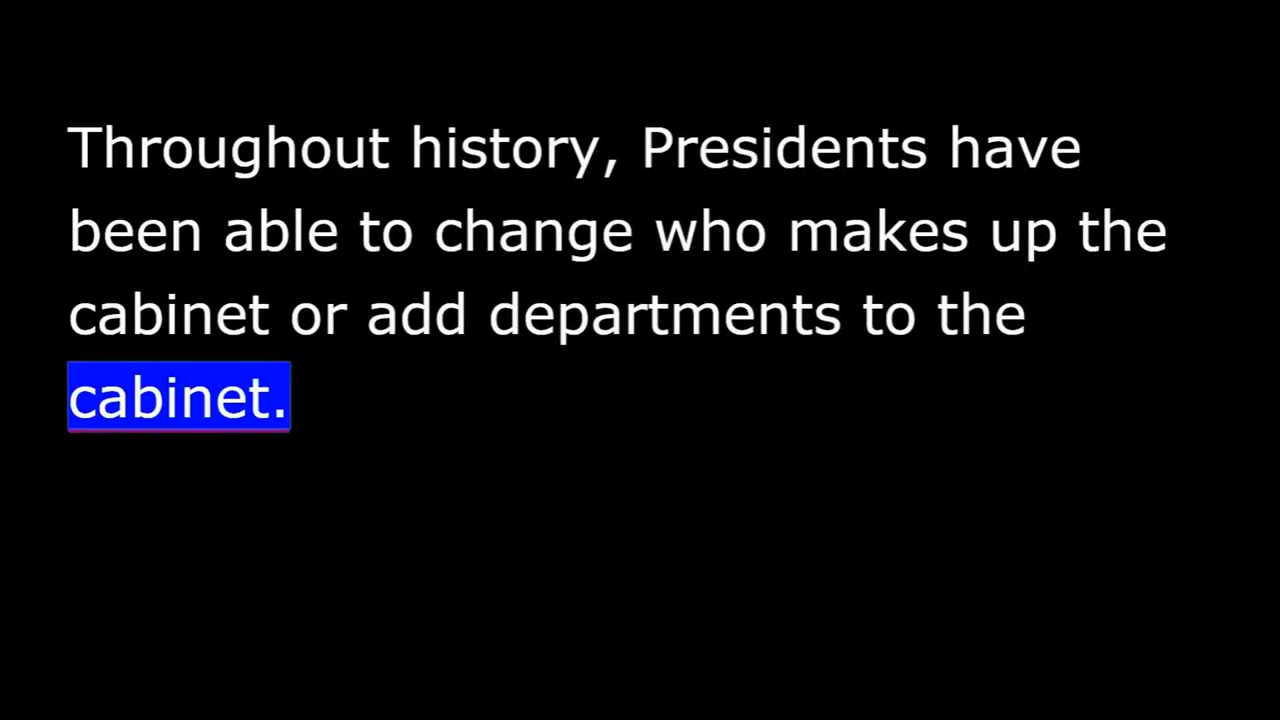 Throughout history, Presidents have
been able to change who makes up the
cabinet or add departments to the
cabinet.